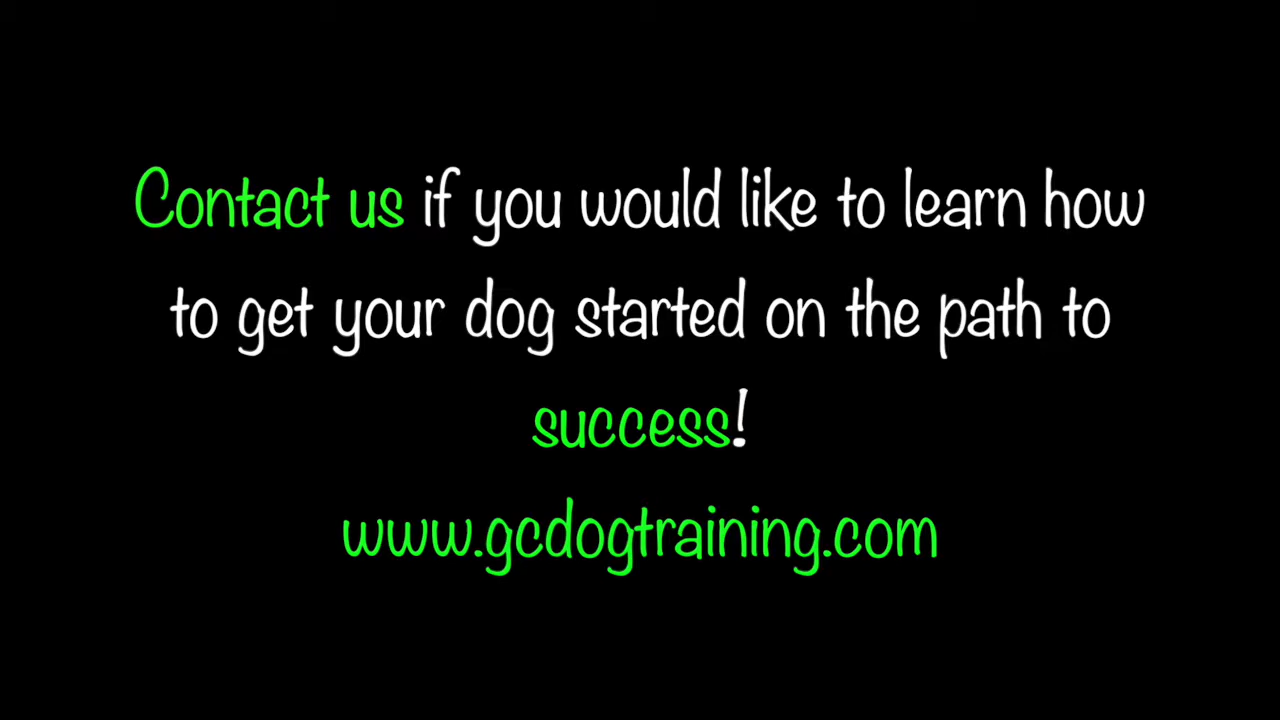 Contact us if you would like to learn how
to get your dog started on the path to
success!
www.gcdogtraining.com